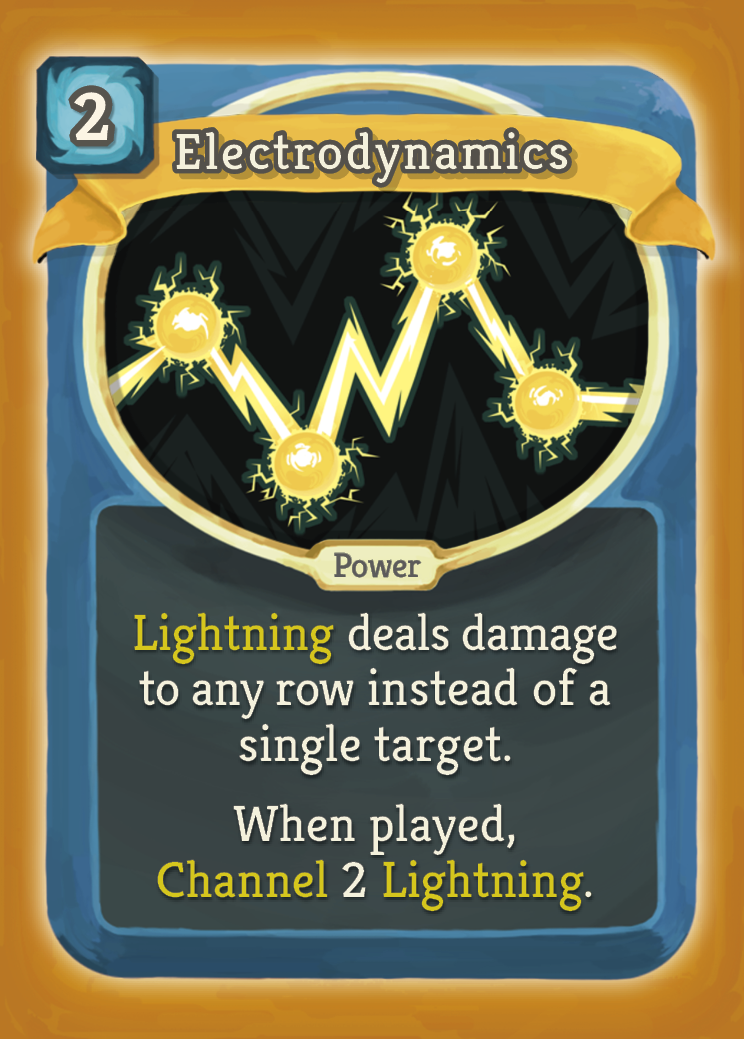 2
Electrodynamics
Power
Lightning deals damage
to any row instead of a
single target.
When played,
Channel 2 Lightning.